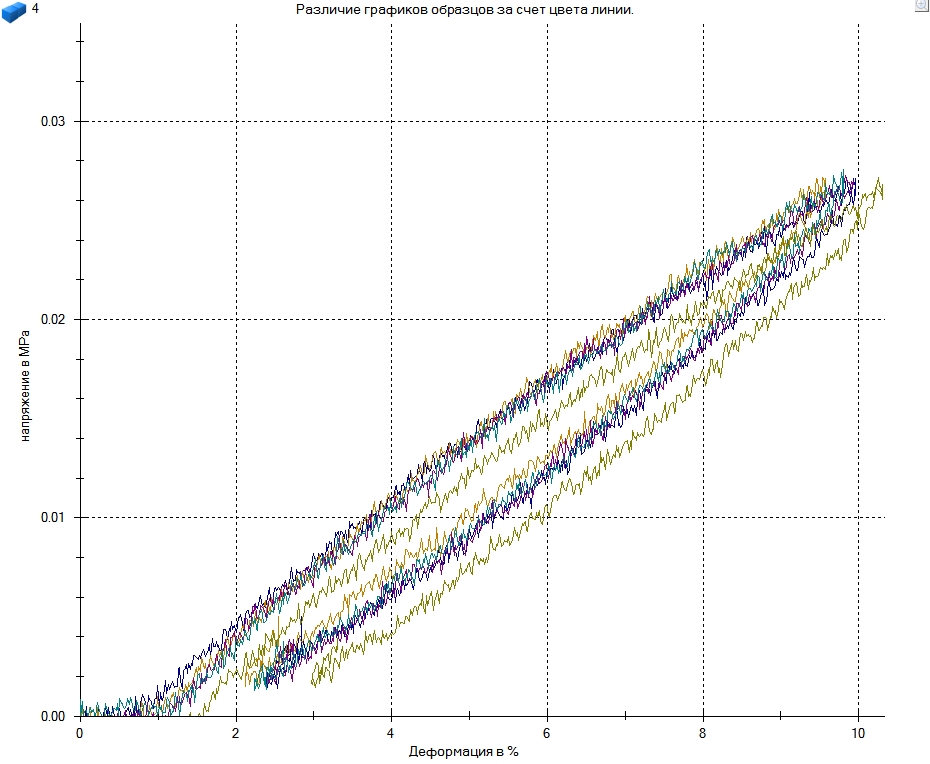 4
Различие графиков образцов за счет цвета линии.
0.03
0.02
0.01
0.00
напряжение в MPa
0 2 4 6 8 10
Деформация в %